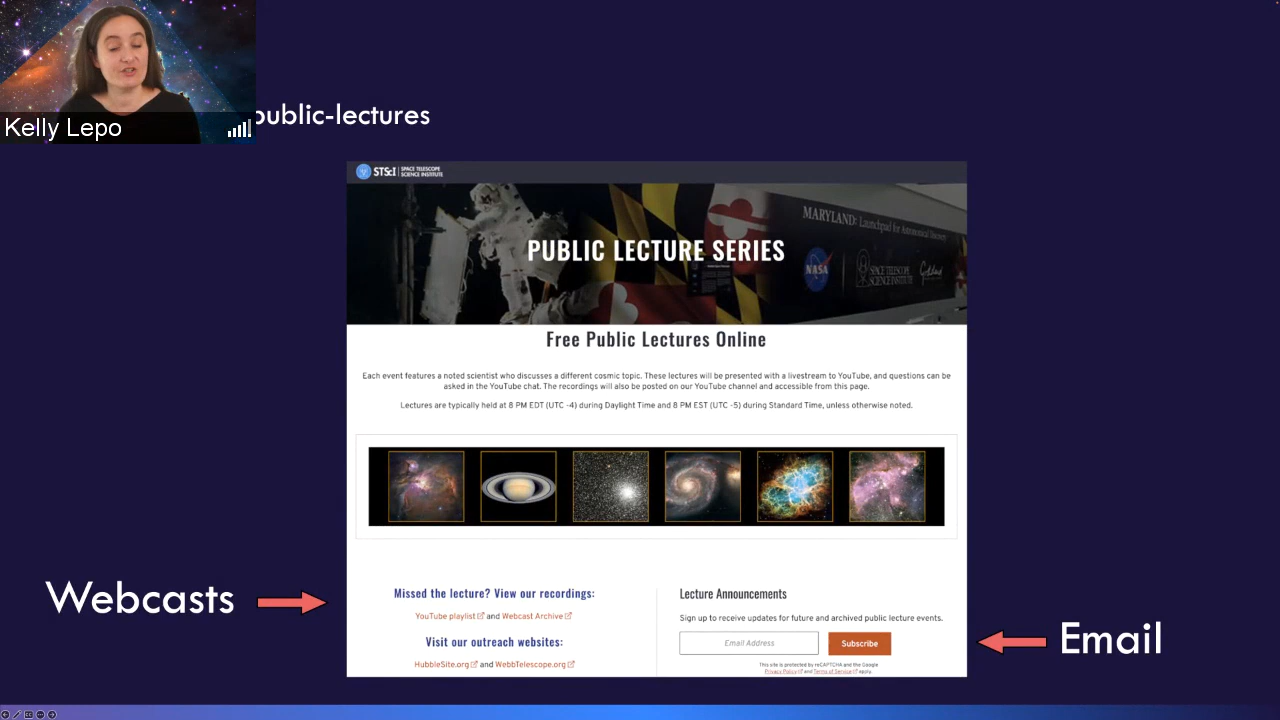 Kelly Lepo
public-lectures
STScI | SPACE TELESCOPE
SCIENCE INSTITUTE
MARYLAND: Launchpad for Astronomical Discovery
PUBLIC LECTURE SERIES
NASA
SPACE TELESCOPE
SCIENCE INSTITUTE
Goddard
Free Public Lectures Online
Each event features a noted scientist who discusses a different cosmic topic. These lectures will be presented with a livestream to YouTube, and questions can be
asked in the YouTube chat. The recordings will also be posted on our YouTube channel and accessible from this page.
Lectures are typically held at 8 PM EDT (UTC -4) during Daylight Time and 8 PM EST (UTC -5) during Standard Time, unless otherwise noted.
Webcasts
Missed the lecture? View our recordings:
YouTube playlist and Webcast Archive
Visit our outreach websites:
HubbleSite.org and WebbTelescope.org
Lecture Announcements
Sign up to receive updates for future and archived public lecture events.
Email Address
Subscribe
This site is protected by reCAPTCHA and the Google
Privacy Policy and Terms of Service apply.
Email